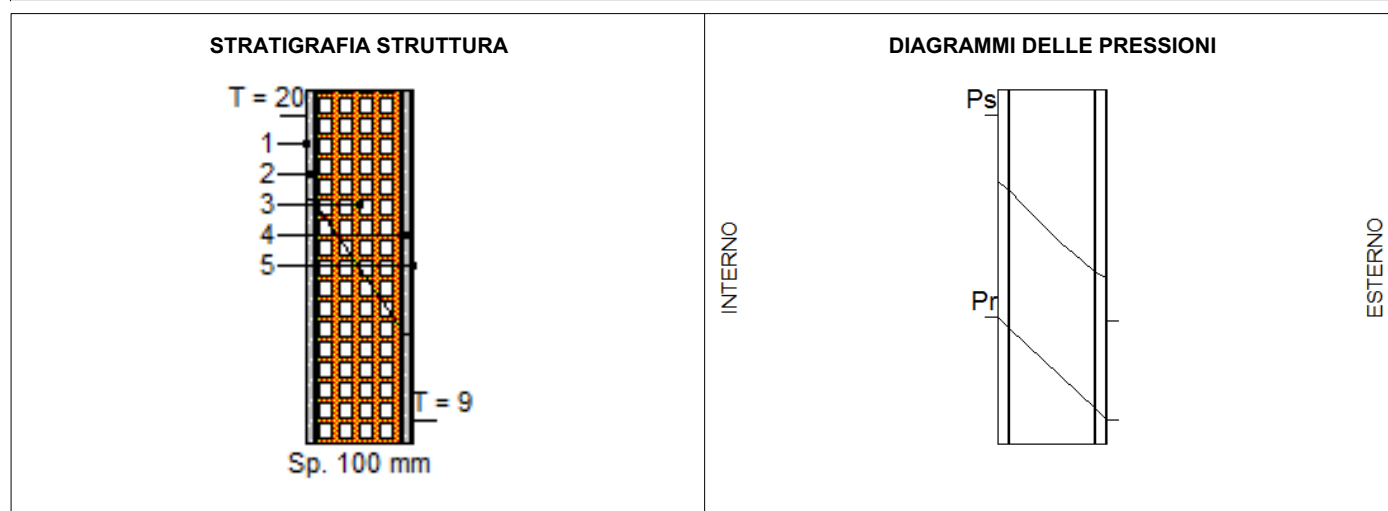 STRATIGRAFIA STRUTTURA
T = 20
1
2
3
4
5
T = 9
Sp. 100 mm
DIAGRAMMI DELLE PRESSIONI
Ps
Pr
INTERNO
ESTERNO